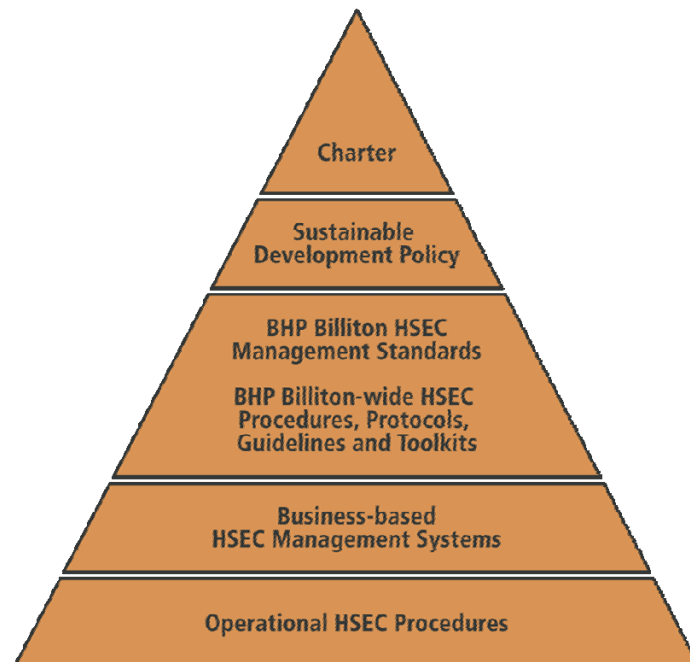 Charter
Sustainable
Development Policy
BHP Billiton HSEC
Management Standards
BHP Billiton-wide HSEC
Procedures, Protocols,
Guidelines and Toolkits
Business-based
HSEC Management Systems
Operational HSEC Procedures